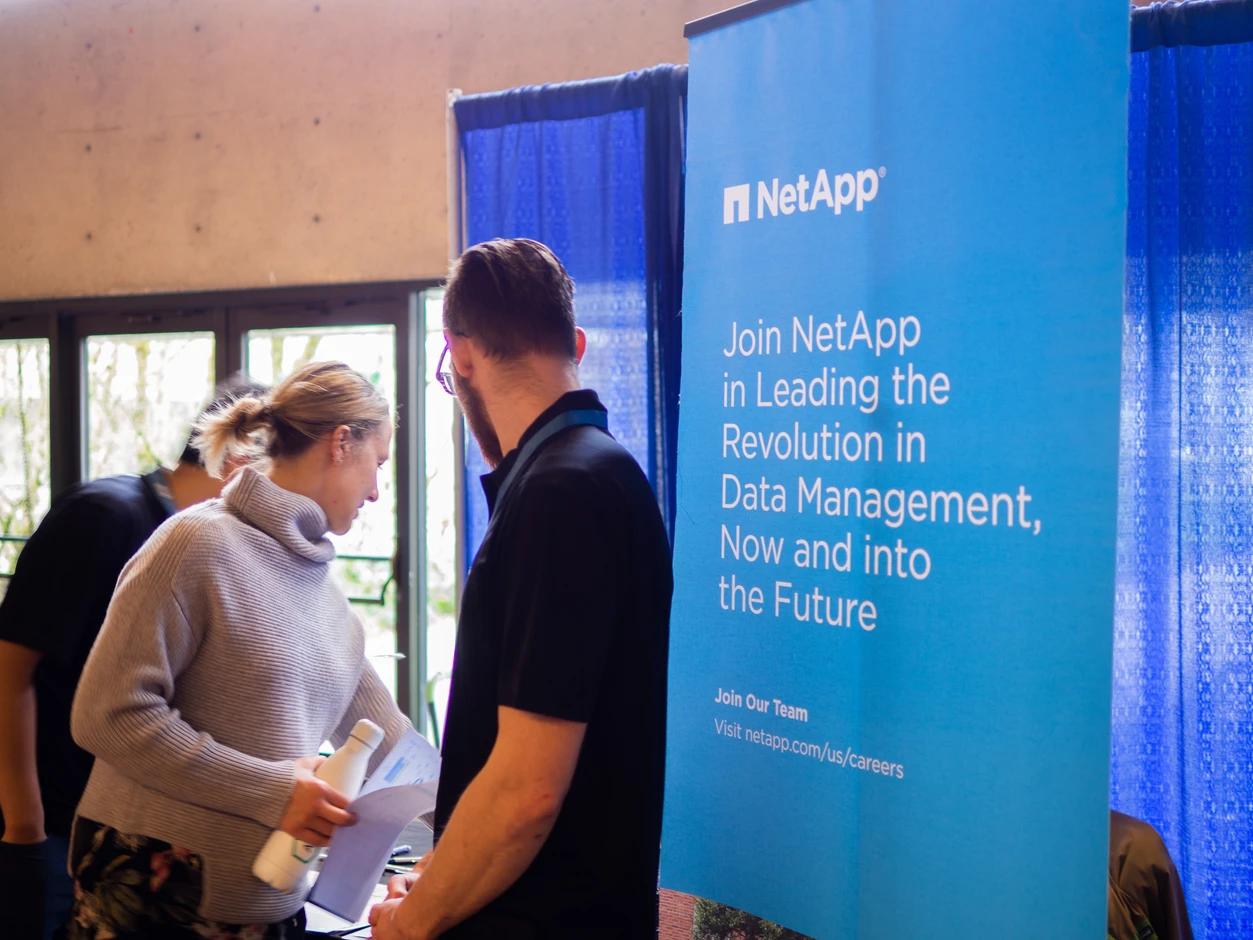 NetApp®
Join NetApp
in Leading the
Revolution in
Data Management,
Now and into
the Future
Join Our Team
Visit netapp.com/us/careers